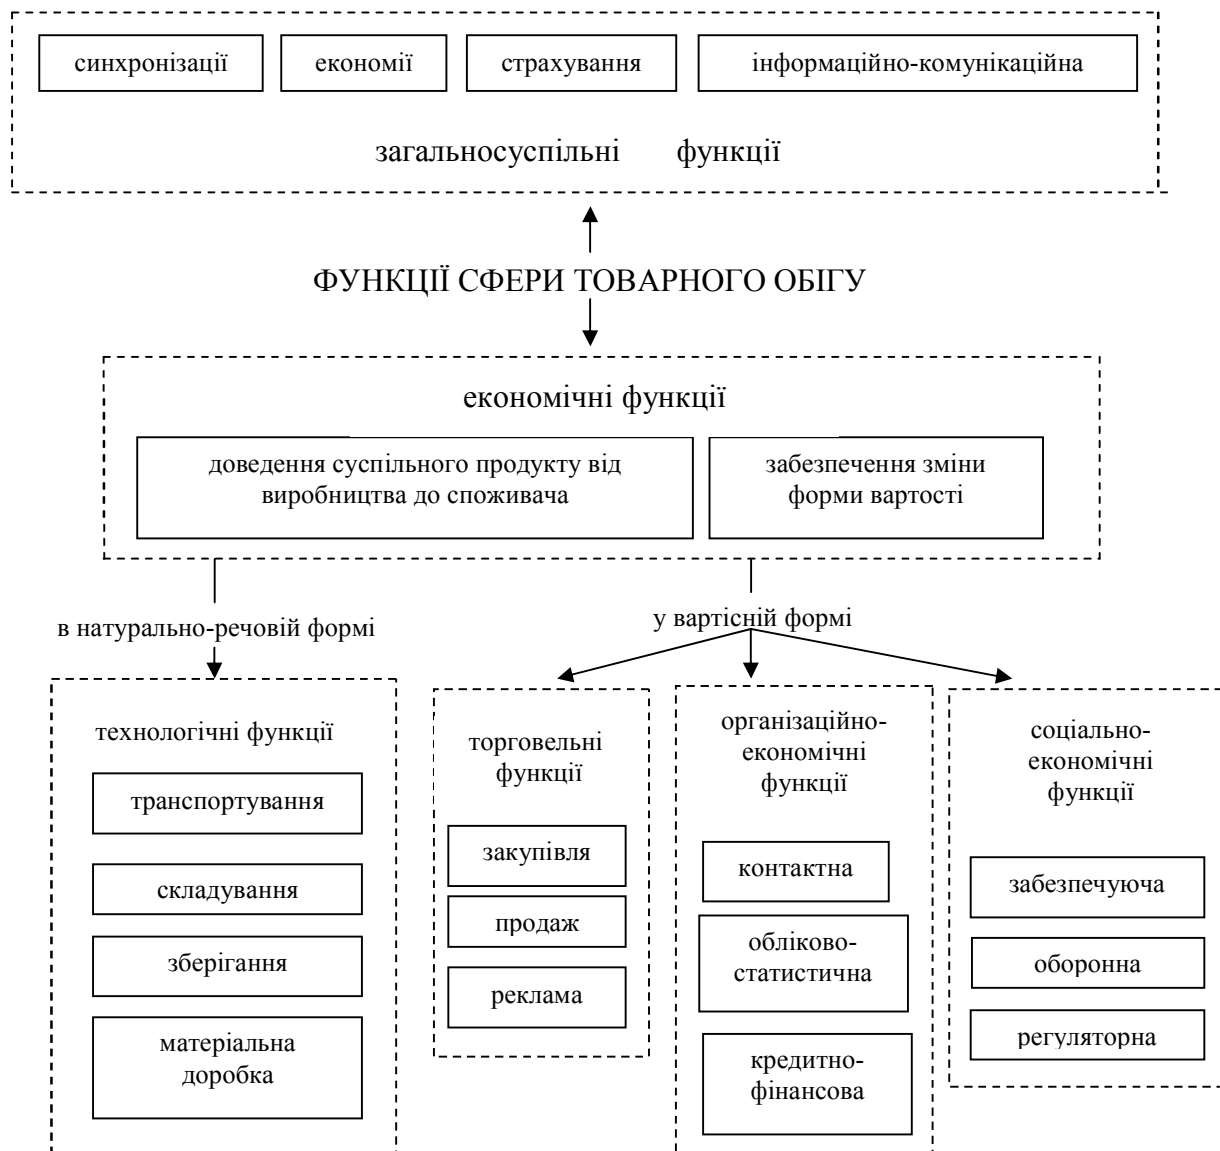 синхронізації
економії
страхування
інформаційно-комунікаційна
загальносуспільні функції
ФУНКЦІЇ СФЕРИ ТОВАРНОГО ОБІГУ
економічні функції
доведення суспільного продукту від
виробництва до споживача
забезпечення зміни
форми вартості
в натурально-речовій формі
у вартісній формі
технологічні функції
транспортування
складування
зберігання
матеріальна
доробка
торговельні
функції
закупівля
продаж
реклама
організаційно-
економічні
функції
контактна
обліково-
статистична
кредитно-
фінансова
соціально-
економічні
функції
забезпечуюча
оборонна
регуляторна